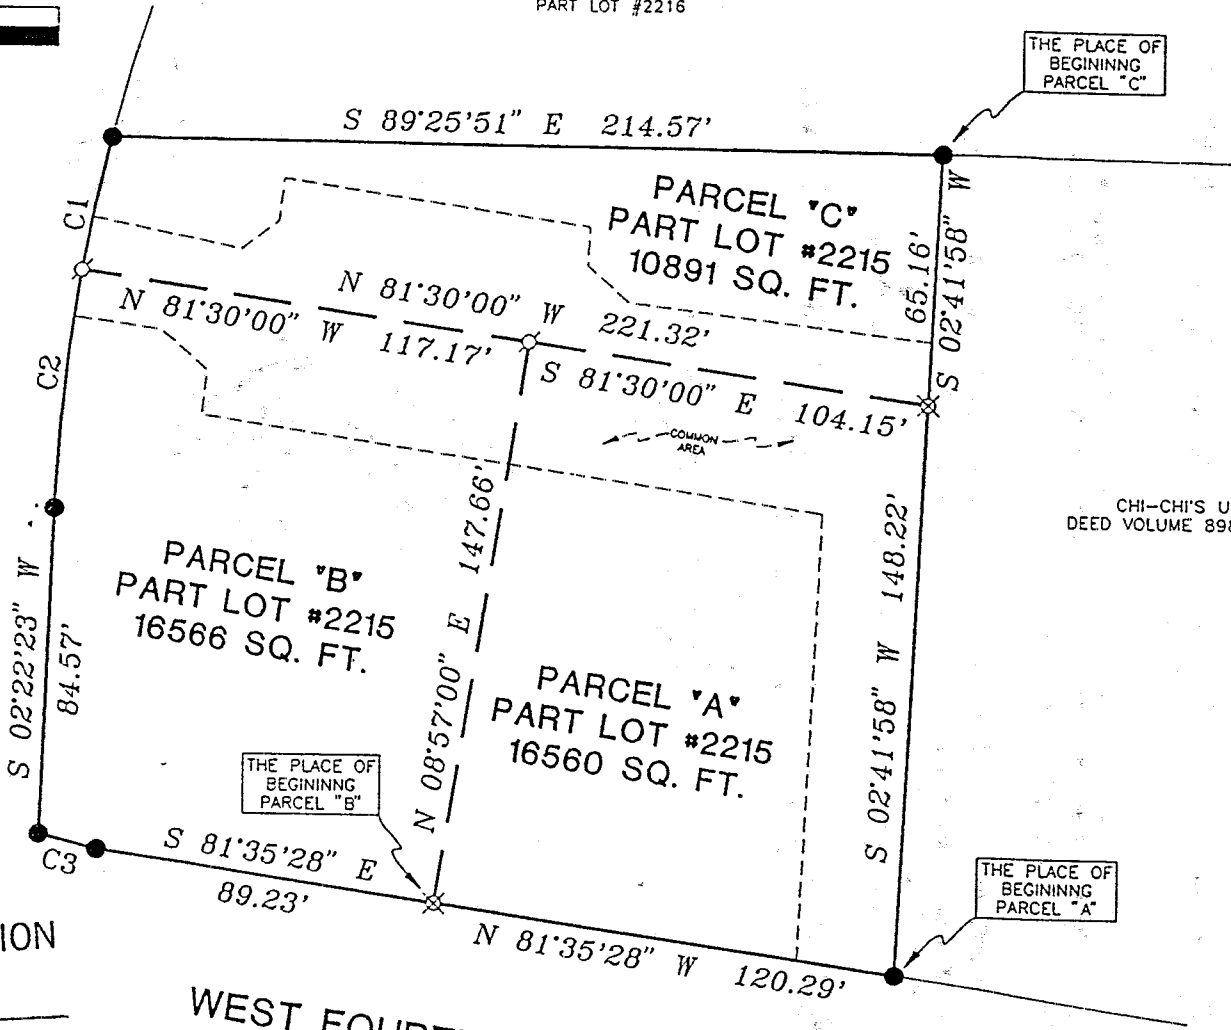 PART LOT #2216
THE PLACE OF
BEGININNG
PARCEL "C"
S 89°25'51" E 214.57'
C1
PARCEL "C"
PART LOT #2215
10891 SQ. FT.
65.16'
S 02°41'58" W
N 81°30'00" W 221.32'
N 81°30'00" W 117.17'
S 81°30'00" E 104.15'
C2
COMMON
AREA
CHI-CHI'S U
DEED VOLUME 898
147.66'
N 08°57'00" E
S 02°41'58" W 148.22'
PARCEL "B"
PART LOT #2215
16566 SQ. FT.
S 02°22'23" W
84.57'
PARCEL "A"
PART LOT #2215
16560 SQ. FT.
THE PLACE OF
BEGININNG
PARCEL "B"
C3
S 81°35'28" E
89.23'
THE PLACE OF
BEGININNG
PARCEL "A"
N 81°35'28" W 120.29'
ION
WEST